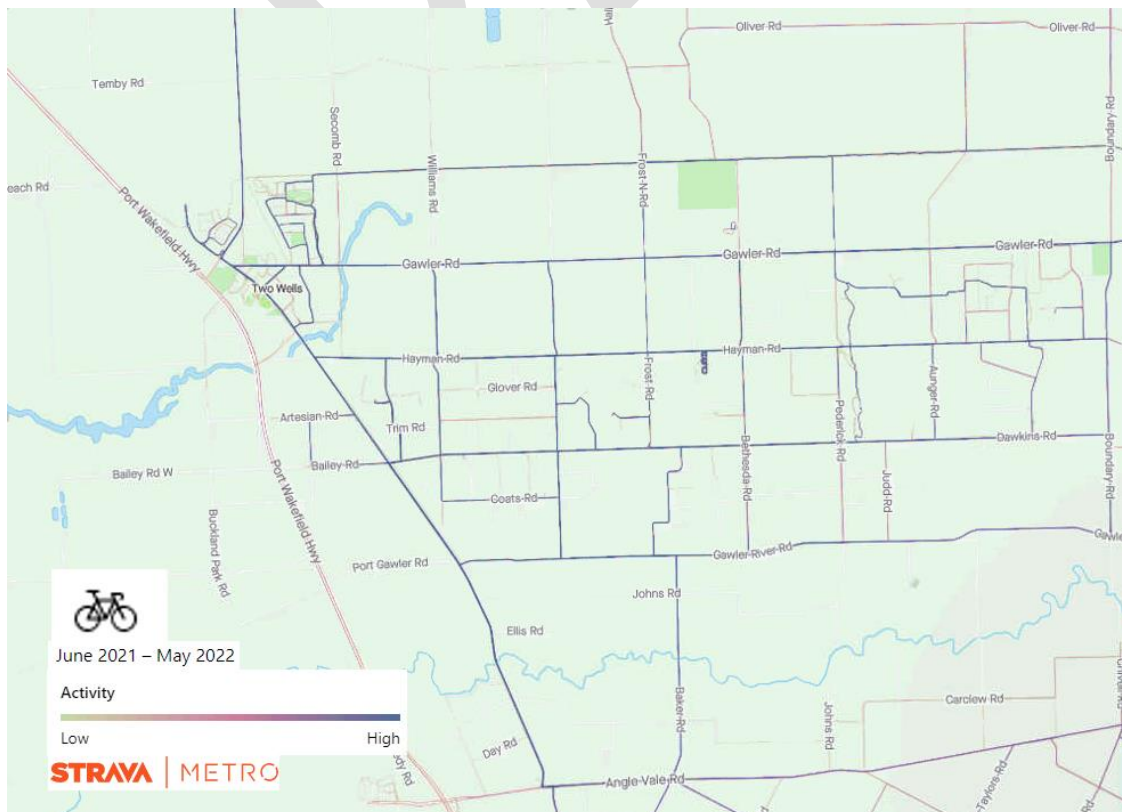 Oliver Rd
Oliver Rd
Temby Rd
Secomb Rd
Williams Rd
Frost N Rd
Boundary Rd
each Rd
Port Wakefield Hwy
Gawler Rd
Gawler Rd
Gawler Rd
Two Wells
Hayman Rd
Hayman Rd
Glover Rd
Frost Rd
Aunger Rd
Artesian Rd
Trim Rd
Pederick Rd
Bethesda Rd
Dawkins Rd
Boundary Rd
Bailey Rd W
Bailey Rd
Coats Rd
Judd Rd
Buckland Park Rd
Port Wakefield Hwy
Port Gawler Rd
Gawler River Rd
Gawle
Johns Rd
Ellis Rd
Baker Rd
Johns Rd
Carclew Rd
Day Rd
Angle Vale Rd
-Taylors Rd
June 2021 – May 2022
Activity
Low High
STRAVA | METRO